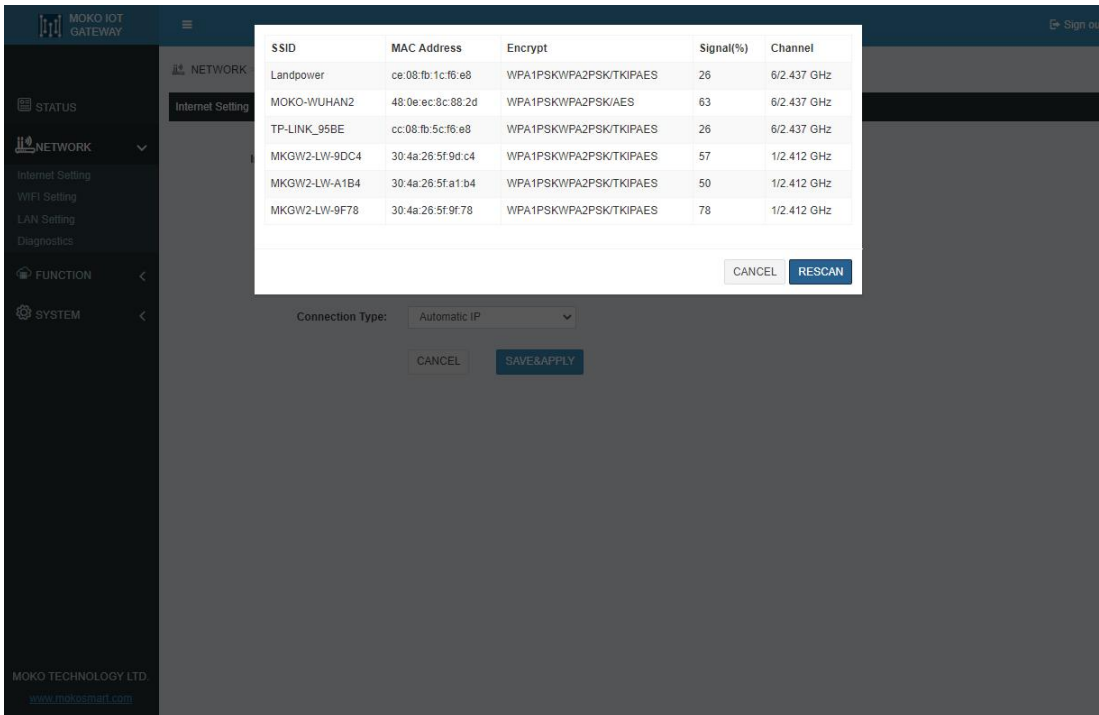 MOKO IOT
GATEWAY
Sign ou
NETWORK
STATUS
Internet Setting
NETWORK
Internet Setting
WIFI Setting
LAN Setting
Diagnostics
FUNCTION
SYSTEM
SSID MAC Address Encrypt Signal(%) Channel
Landpower ce:08:fb:1c:f6:e8 WPA1PSKWPA2PSK/TKIPAES 26 6/2.437 GHz
MOKO-WUHAN2 48:0e:ec:8c:88:2d WPA1PSKWPA2PSK/AES 63 6/2.437 GHz
TP-LINK_95BE cc:08:fb:5c:f6:e8 WPA1PSKWPA2PSK/TKIPAES 26 6/2.437 GHz
MKGW2-LW-9DC4 30:4a:26:5f:9d:c4 WPA1PSKWPA2PSK/TKIPAES 57 1/2.412 GHz
MKGW2-LW-A1B4 30:4a:26:5f:a1:b4 WPA1PSKWPA2PSK/TKIPAES 50 1/2.412 GHz
MKGW2-LW-9F78 30:4a:26:5f:9f:78 WPA1PSKWPA2PSK/TKIPAES 78 1/2.412 GHz
CANCEL RESCAN
Connection Type: Automatic IP
CANCEL SAVE&APPLY
MOKO TECHNOLOGY LTD.
www.mokosmart.com